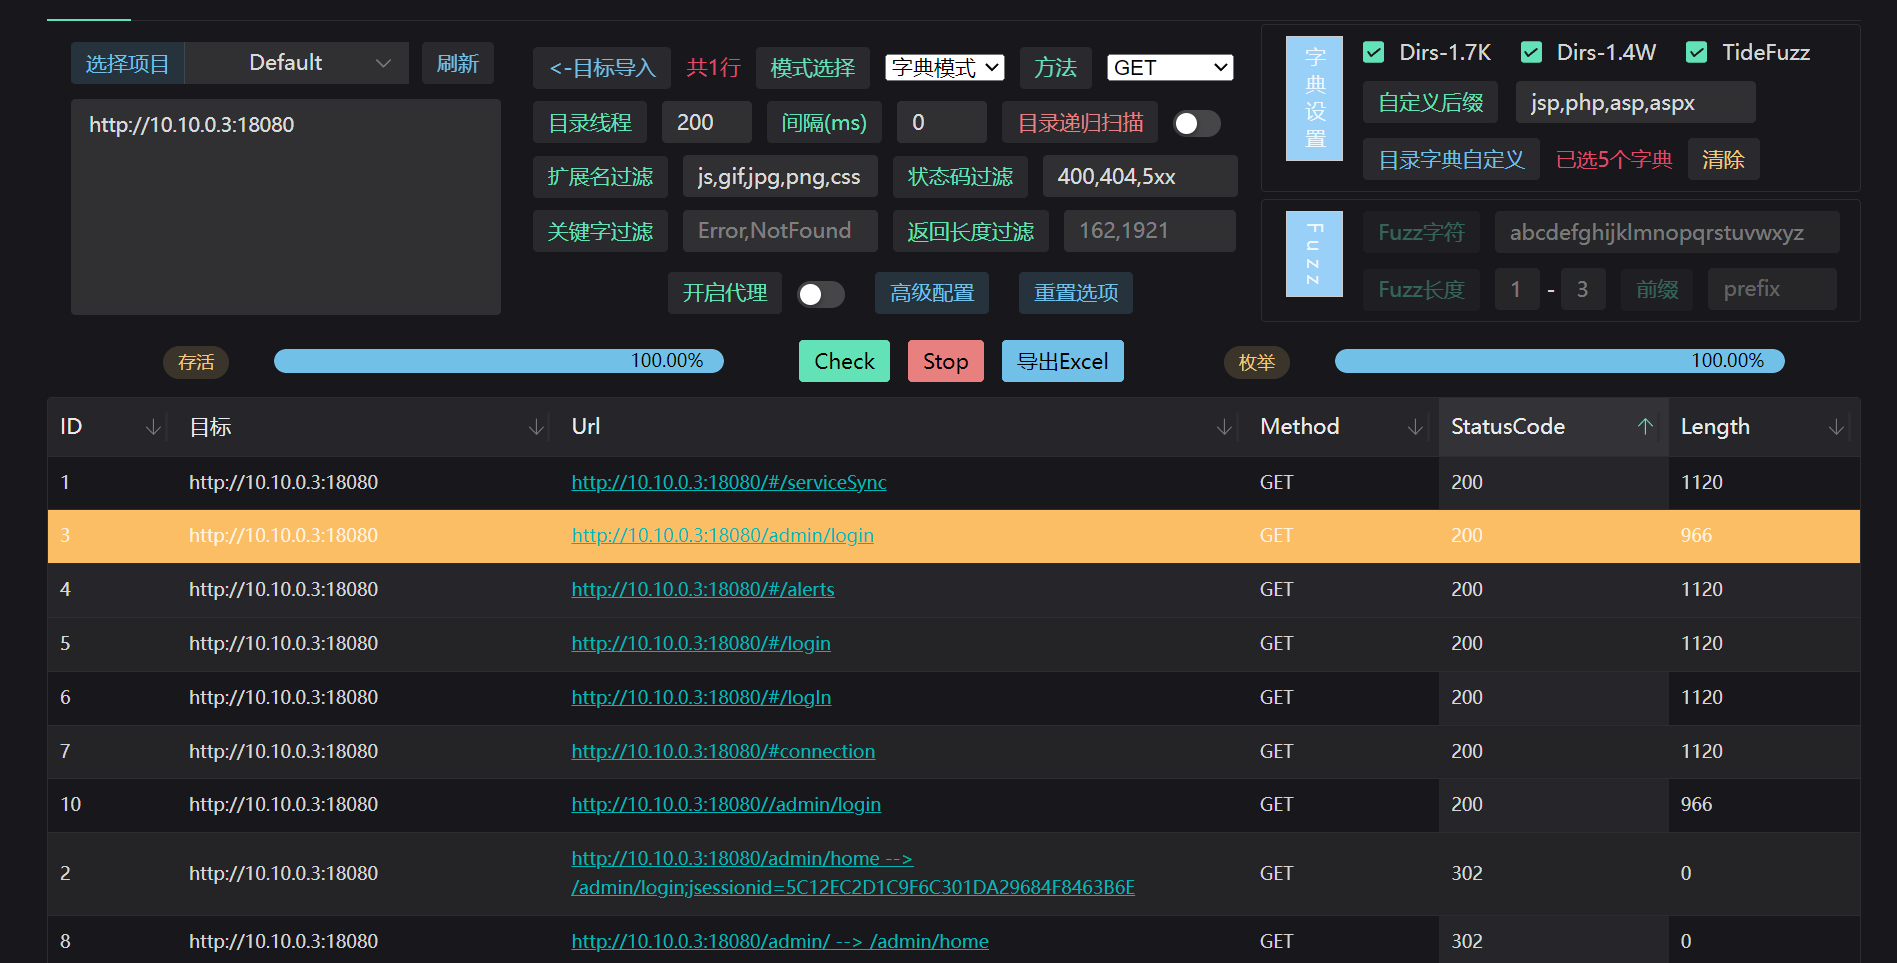 选择项目 Default 刷新
http://10.10.0.3:18080
<-目标导入 共1行 模式选择 字典模式 方法 GET
目录线程 200 间隔(ms) 0 目录递归扫描
扩展名过滤 js,gif,jpg,png,css 状态码过滤 400,404,5xx
关键字过滤 Error,NotFound 返回长度过滤 162,1921
开启代理 高级配置 重置选项
字典设置
Dirs-1.7K Dirs-1.4W TideFuzz
自定义后缀 jsp,php,asp,aspx
目录字典自定义 已选5个字典 清除
Fuzz
Fuzz字符 abcdefghijklmnopqrstuvwxyz
Fuzz长度 1 - 3 前缀 prefix
存活 100.00% Check Stop 导出Excel 枚举 100.00%
ID 目标 Url Method StatusCode Length
1 http://10.10.0.3:18080 http://10.10.0.3:18080/#/serviceSync GET 200 1120
3 http://10.10.0.3:18080 http://10.10.0.3:18080/admin/login GET 200 966
4 http://10.10.0.3:18080 http://10.10.0.3:18080/#/alerts GET 200 1120
5 http://10.10.0.3:18080 http://10.10.0.3:18080/#/login GET 200 1120
6 http://10.10.0.3:18080 http://10.10.0.3:18080/#/logIn GET 200 1120
7 http://10.10.0.3:18080 http://10.10.0.3:18080/#connection GET 200 1120
10 http://10.10.0.3:18080 http://10.10.0.3:18080//admin/login GET 200 966
2 http://10.10.0.3:18080 http://10.10.0.3:18080/admin/home --> GET 302 0
/admin/login;jsessionid=5C12EC2D1C9F6C301DA29684F8463B6E
8 http://10.10.0.3:18080 http://10.10.0.3:18080/admin/ --> /admin/home GET 302 0